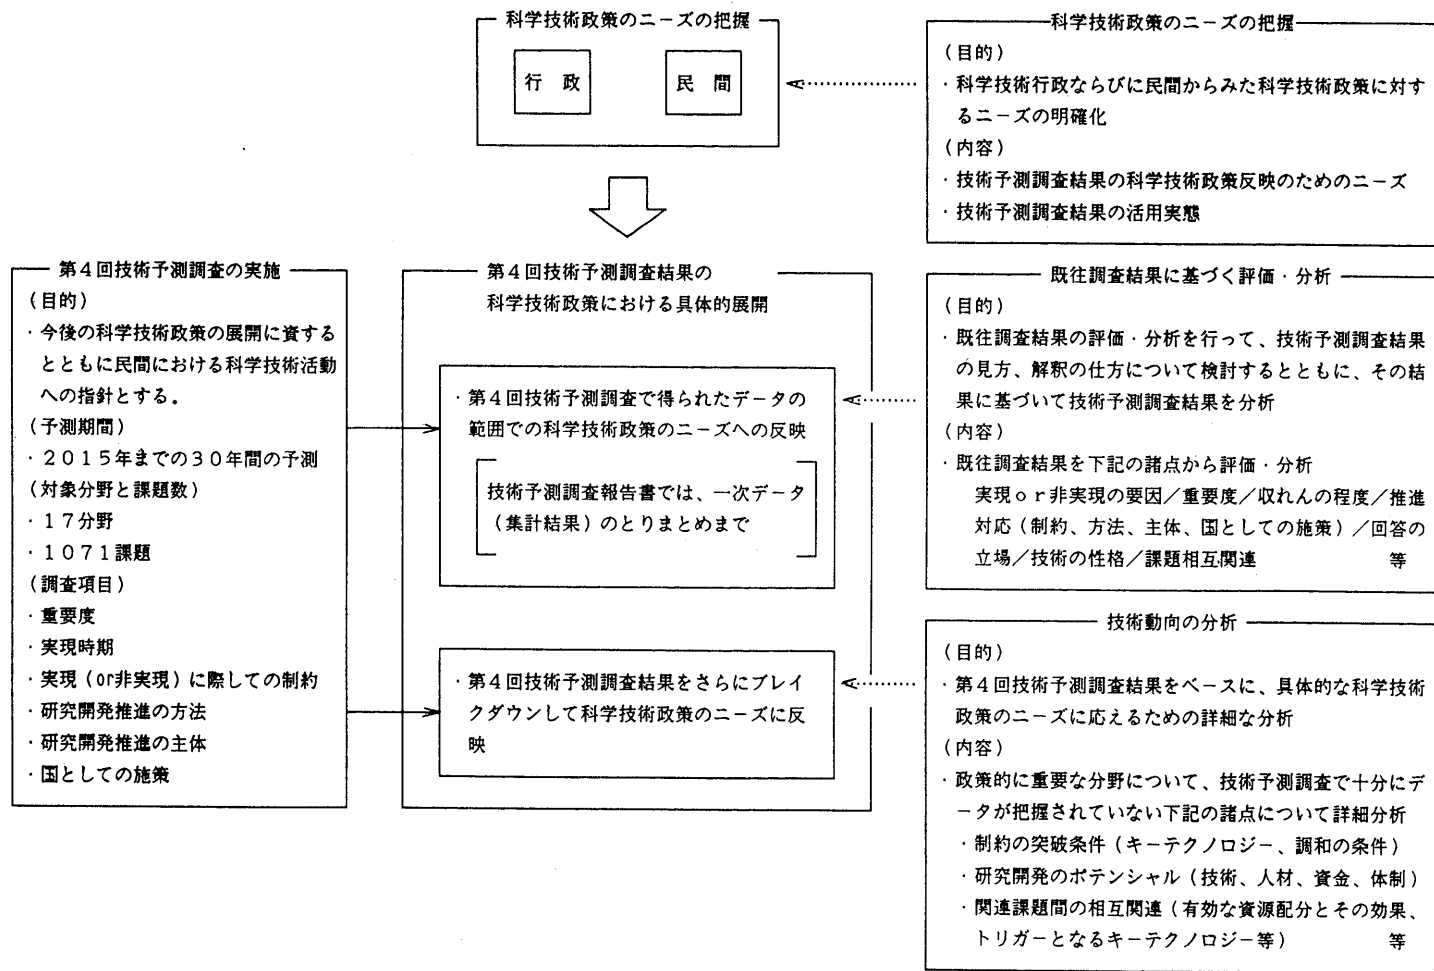 科学技術政策のニーズの把握
行政
民間
科学技術政策のニーズの把握
(目的)
・科学技術行政ならびに民間からみた科学技術政策に対す
るニーズの明確化
(内容)
・技術予測調査結果の科学技術政策反映のためのニーズ
・技術予測調査結果の活用実態
第4回技術予測調査の実施
(目的)
・今後の科学技術政策の展開に資する
とともに民間における科学技術活動
への指針とする。
(予測期間)
・2015年までの30年間の予測
(対象分野と課題数)
・17分野
・1071課題
(調査項目)
・重要度
・実現時期
・実現(or非実現)に際しての制約
・研究開発推進の方法
・研究開発推進の主体
・国としての施策
第4回技術予測調査結果の
科学技術政策における具体的展開
・第4回技術予測調査で得られたデータの
範囲での科学技術政策のニーズへの反映
技術予測調査報告書では、一次データ
(集計結果)のとりまとめまで
・第4回技術予測調査結果をさらにブレイ
クダウンして科学技術政策のニーズに反
映
既往調査結果に基づく評価・分析
(目的)
・既往調査結果の評価・分析を行って、技術予測調査結果
の見方、解釈の仕方について検討するとともに、その結
果に基づいて技術予測調査結果を分析
(内容)
・既往調査結果を下記の諸点から評価・分析
実現or非実現の要因/重要度/収れんの程度/推進
対応(制約、方法、主体、国としての施策)/回答の
立場/技術の性格/課題相互関連 等
技術動向の分析
(目的)
・第4回技術予測調査結果をベースに、具体的な科学技術
政策のニーズに応えるための詳細な分析
(内容)
・政策的に重要な分野について、技術予測調査で十分にデ
ータが把握されていない下記の諸点について詳細分析
・制約の突破条件(キーテクノロジー、調和の条件)
・研究開発のポテンシャル(技術、人材、資金、体制)
・関連課題間の相互関連(有効な資源配分とその効果、
トリガーとなるキーテクノロジー等) 等